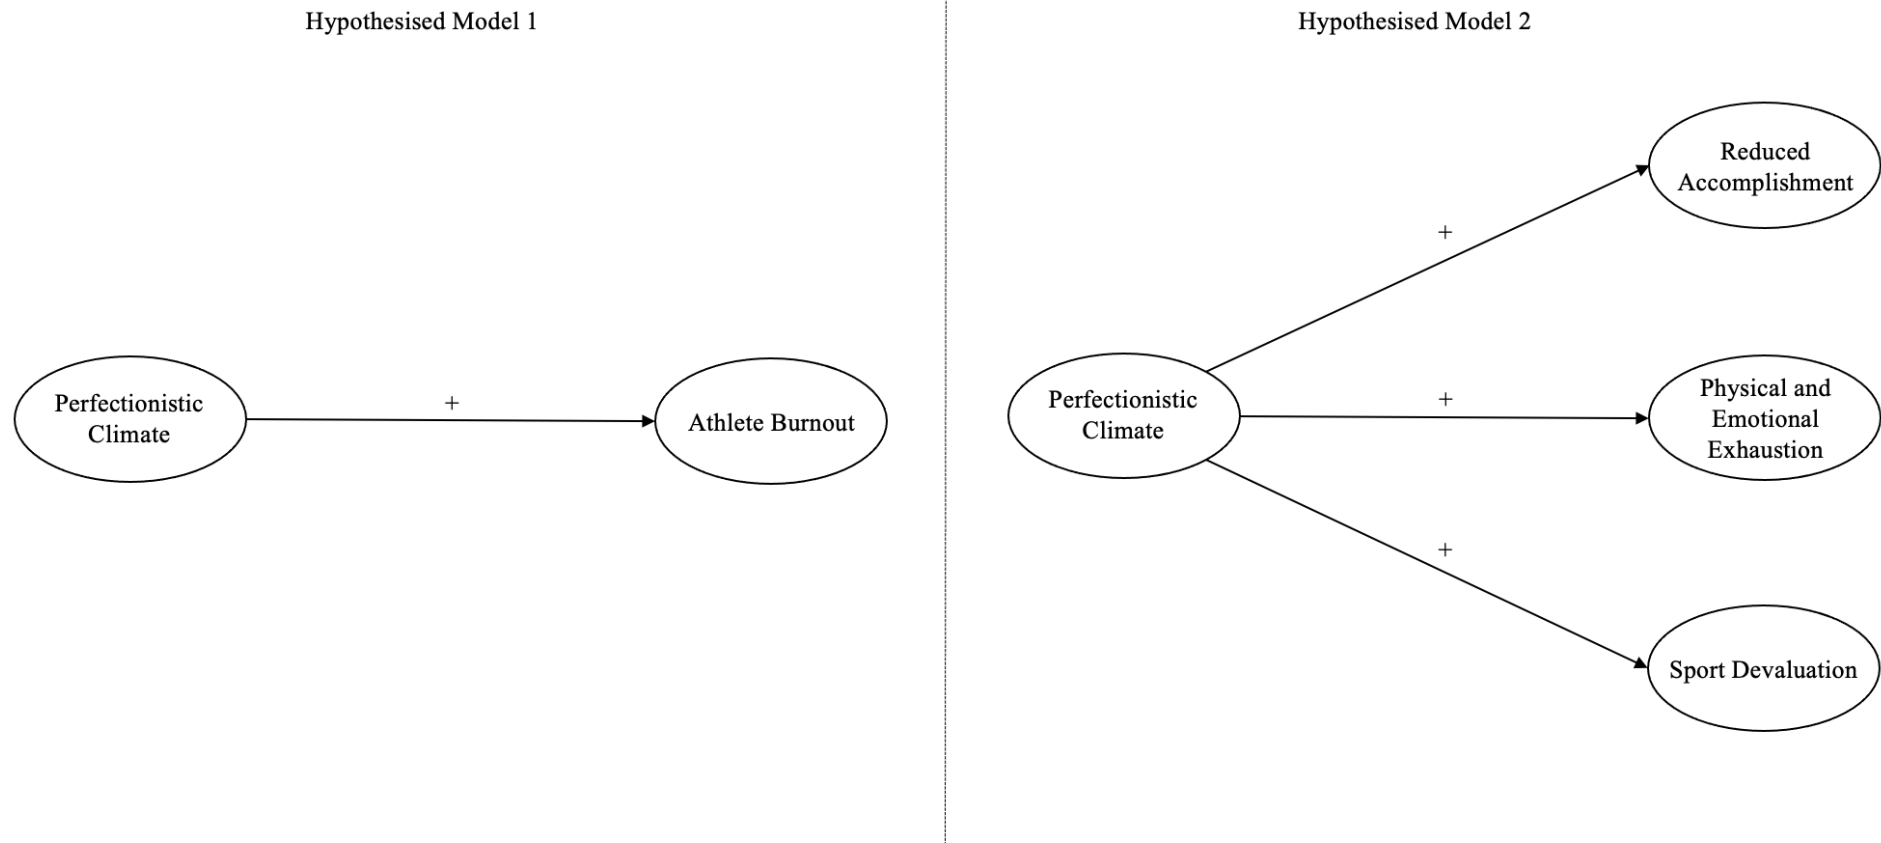 Hypothesised Model 1
Perfectionistic
Climate
+
Athlete Burnout
Hypothesised Model 2
Perfectionistic
Climate
+
Reduced
Accomplishment
+
Physical and
Emotional
Exhaustion
+
Sport Devaluation